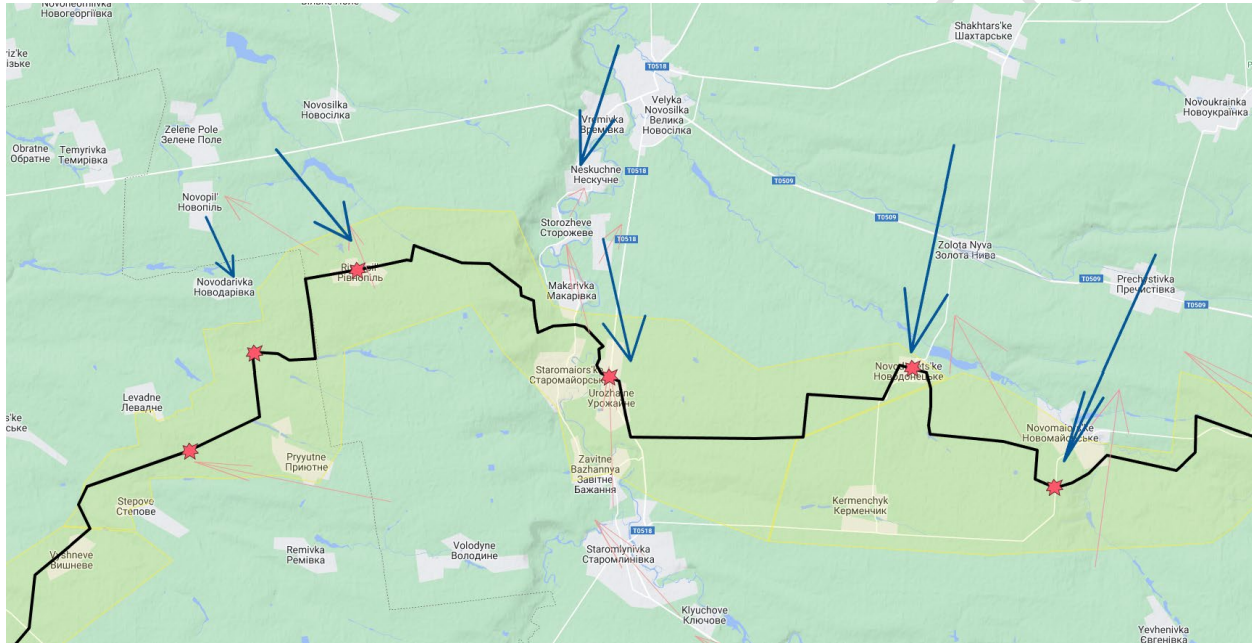 Novoheorhiivka
Новогеоргіївка
Shakhtars'ke
Шахтарське
T0518
Novosilka
Новосілка
Velyka
Novosilka
Велика
Новосілка
Novoukrainka
Новоукраїнка
Vremivka
Времівка
Zelene Pole
Зелене Поле
Obratne
Обратне
Temyrivka
Темирівка
Neskuchne
Нескучне
T0518
T0509
Novopil'
Новопіль
T0509
Storozheve
Сторожеве
T0518
Zolota Nyva
Золота Нива
T0509
Prechystivka
Пречистівка
Рівнопіль
Novodarivka
Новодарівка
Makarivka
Макарівка
Staromaiors'ke
Старомайорське
Новодонецьке
Urozhaine
Урожайне
Levadne
Левадне
Novomaiors'ke
Новомайорське
Pryyutne
Приютне
Zavitne
Bazhannya
Завітне
Бажання
Stepove
Степове
Kermenchyk
Керменчик
T0518
Vyshneve
Вишневе
Remivka
Ремівка
Volodyne
Володине
Staromlynivka
Старомлинівка
Klyuchove
Ключове
Yevhenivka
Євгенівка